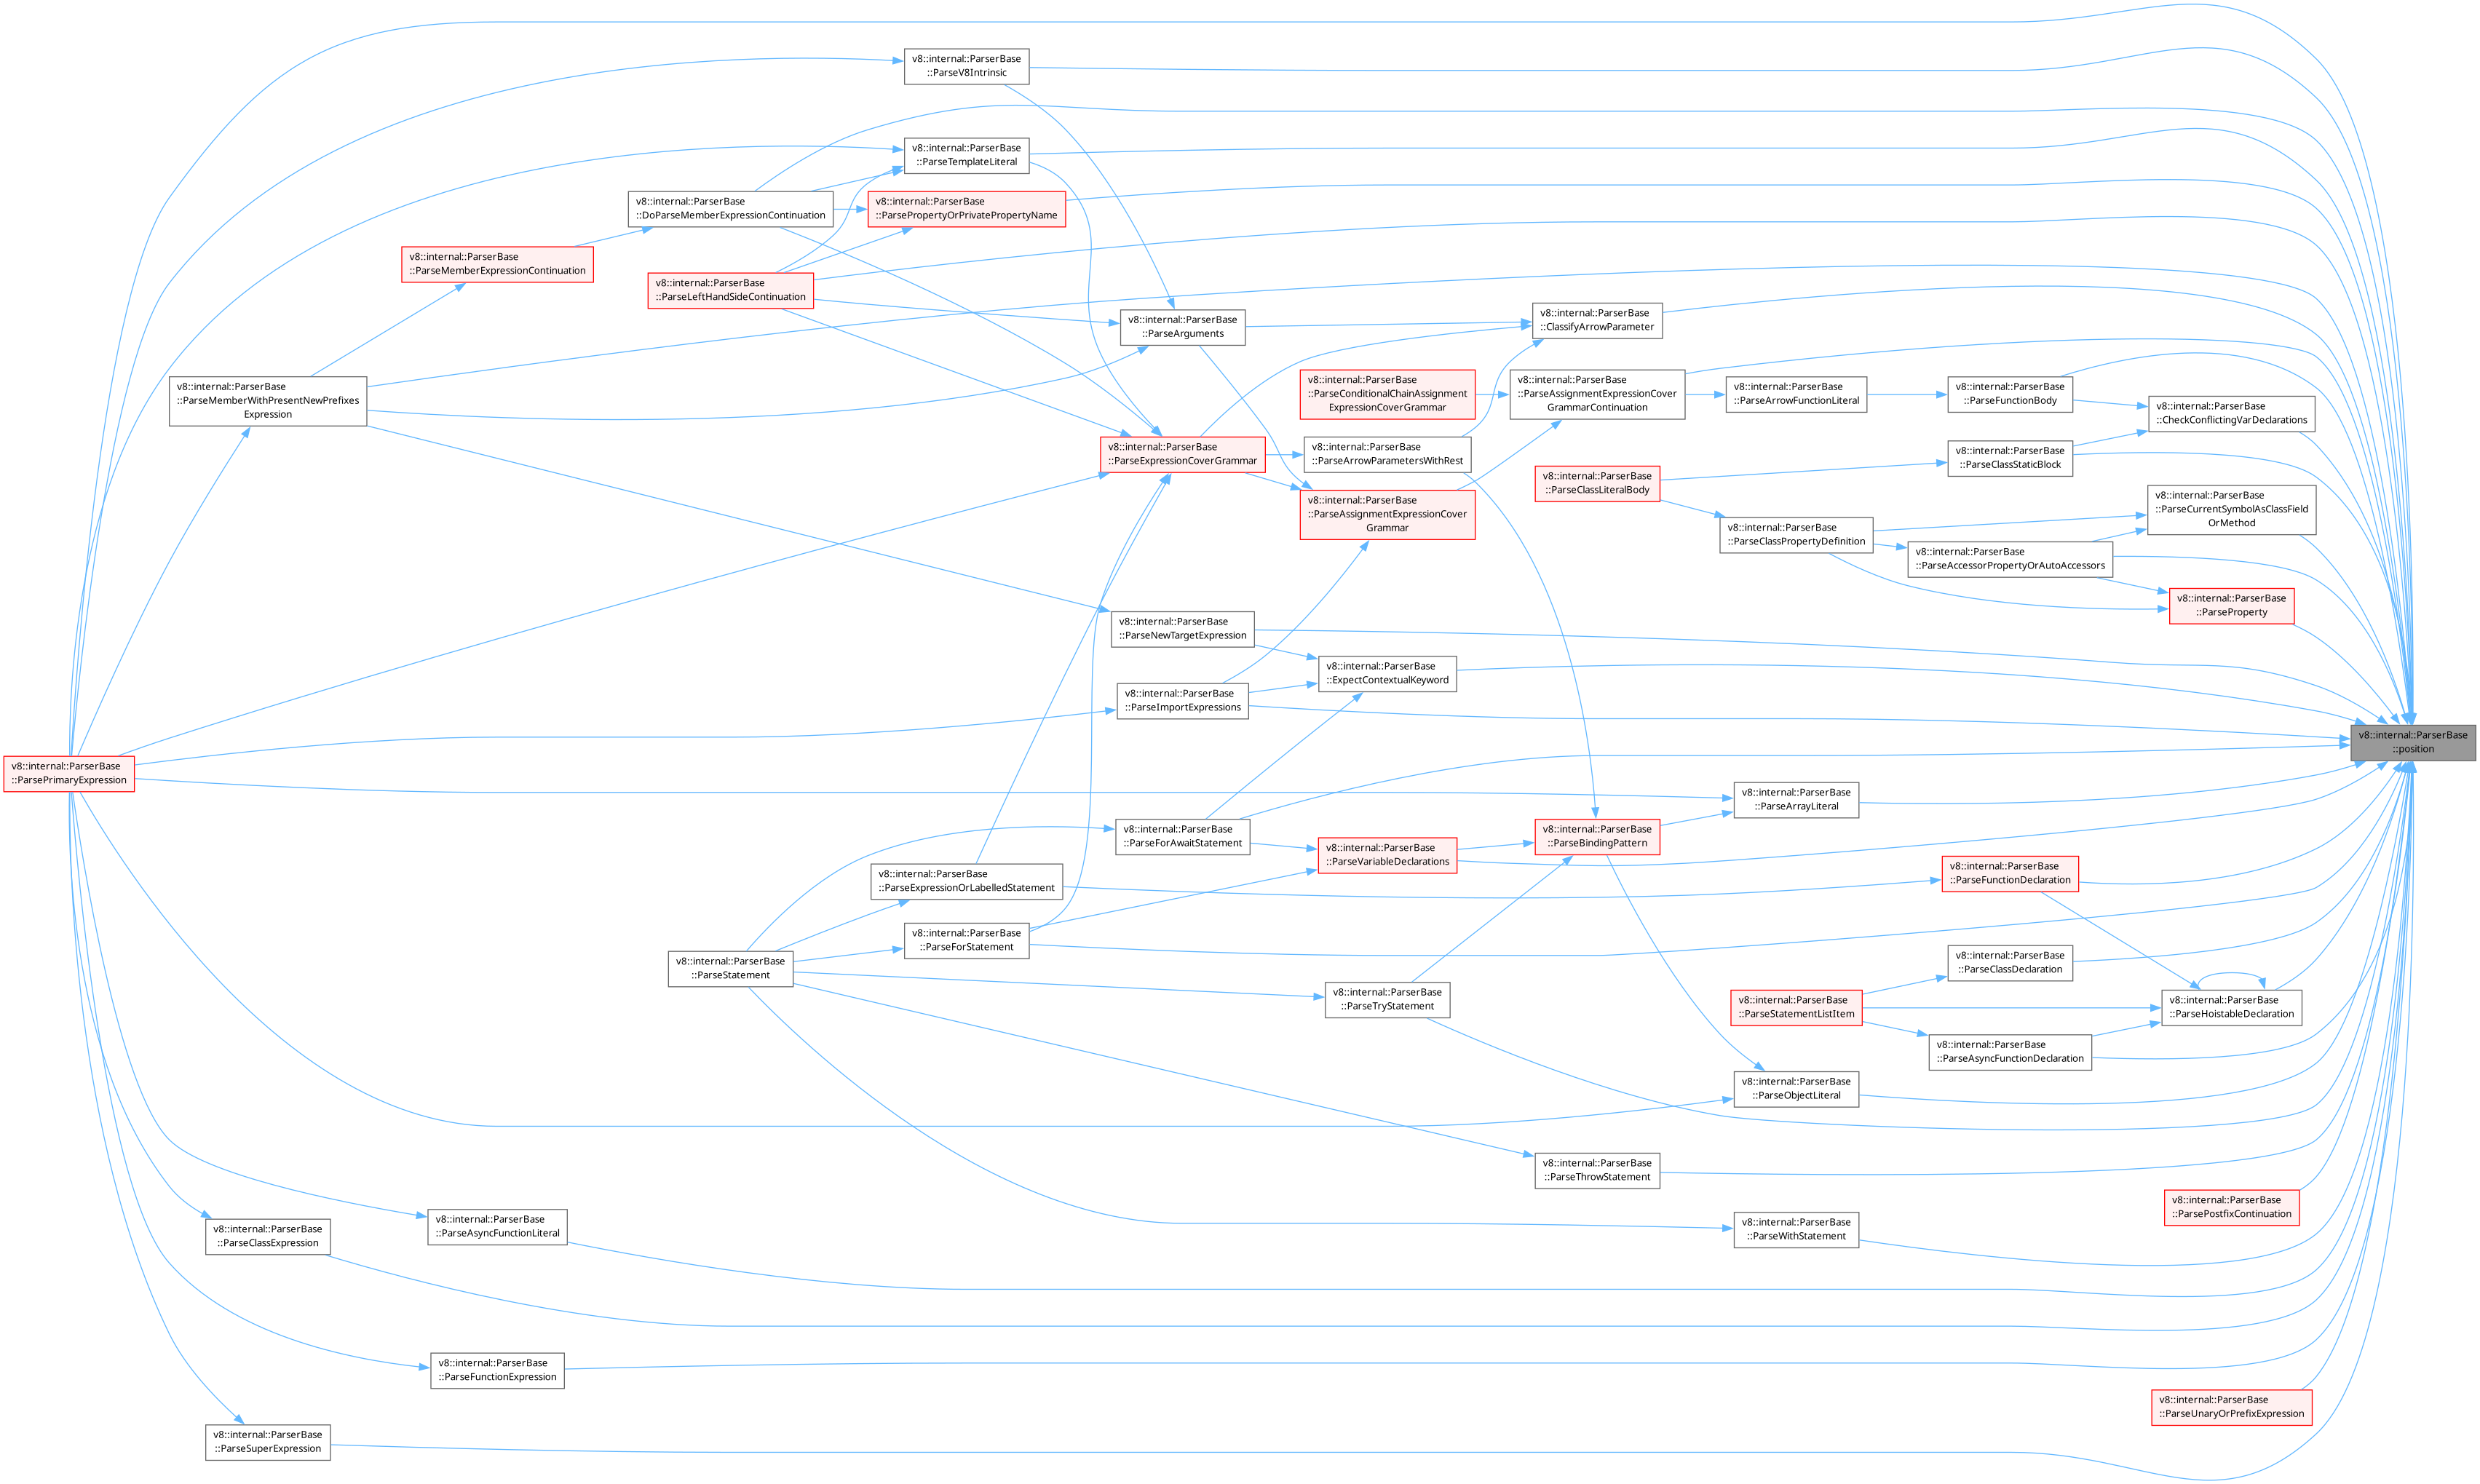 v8::internal::ParserBase
::ParseV8Intrinsic
v8::internal::ParserBase
::ParseTemplateLiteral
v8::internal::ParserBase
::DoParseMemberExpressionContinuation
v8::internal::ParserBase
::ParsePropertyOrPrivatePropertyName
v8::internal::ParserBase
::ParseMemberExpressionContinuation
v8::internal::ParserBase
::ParseLeftHandSideContinuation
v8::internal::ParserBase
::ParseArguments
v8::internal::ParserBase
::ClassifyArrowParameter
v8::internal::ParserBase
::ParseMemberWithPresentNewPrefixes
Expression
v8::internal::ParserBase
::ParseConditionalChainAssignment
ExpressionCoverGrammar
v8::internal::ParserBase
::ParseAssignmentExpressionCover
GrammarContinuation
v8::internal::ParserBase
::ParseArrowFunctionLiteral
v8::internal::ParserBase
::ParseFunctionBody
v8::internal::ParserBase
::CheckConflictingVarDeclarations
v8::internal::ParserBase
::ParseExpressionCoverGrammar
v8::internal::ParserBase
::ParseArrowParametersWithRest
v8::internal::ParserBase
::ParseClassStaticBlock
v8::internal::ParserBase
::ParseClassLiteralBody
v8::internal::ParserBase
::ParseAssignmentExpressionCover
Grammar
v8::internal::ParserBase
::ParseCurrentSymbolAsClassField
OrMethod
v8::internal::ParserBase
::ParseClassPropertyDefinition
v8::internal::ParserBase
::ParseAccessorPropertyOrAutoAccessors
v8::internal::ParserBase
::ParseProperty
v8::internal::ParserBase
::ParseNewTargetExpression
v8::internal::ParserBase
::ExpectContextualKeyword
v8::internal::ParserBase
::ParseImportExpressions
v8::internal::ParserBase
::position
v8::internal::ParserBase
::ParsePrimaryExpression
v8::internal::ParserBase
::ParseArrayLiteral
v8::internal::ParserBase
::ParseForAwaitStatement
v8::internal::ParserBase
::ParseVariableDeclarations
v8::internal::ParserBase
::ParseBindingPattern
v8::internal::ParserBase
::ParseExpressionOrLabelledStatement
v8::internal::ParserBase
::ParseFunctionDeclaration
v8::internal::ParserBase
::ParseForStatement
v8::internal::ParserBase
::ParseStatement
v8::internal::ParserBase
::ParseClassDeclaration
v8::internal::ParserBase
::ParseTryStatement
v8::internal::ParserBase
::ParseStatementListItem
v8::internal::ParserBase
::ParseHoistableDeclaration
v8::internal::ParserBase
::ParseAsyncFunctionDeclaration
v8::internal::ParserBase
::ParseObjectLiteral
v8::internal::ParserBase
::ParseThrowStatement
v8::internal::ParserBase
::ParsePostfixContinuation
v8::internal::ParserBase
::ParseClassExpression
v8::internal::ParserBase
::ParseAsyncFunctionLiteral
v8::internal::ParserBase
::ParseWithStatement
v8::internal::ParserBase
::ParseFunctionExpression
v8::internal::ParserBase
::ParseUnaryOrPrefixExpression
v8::internal::ParserBase
::ParseSuperExpression